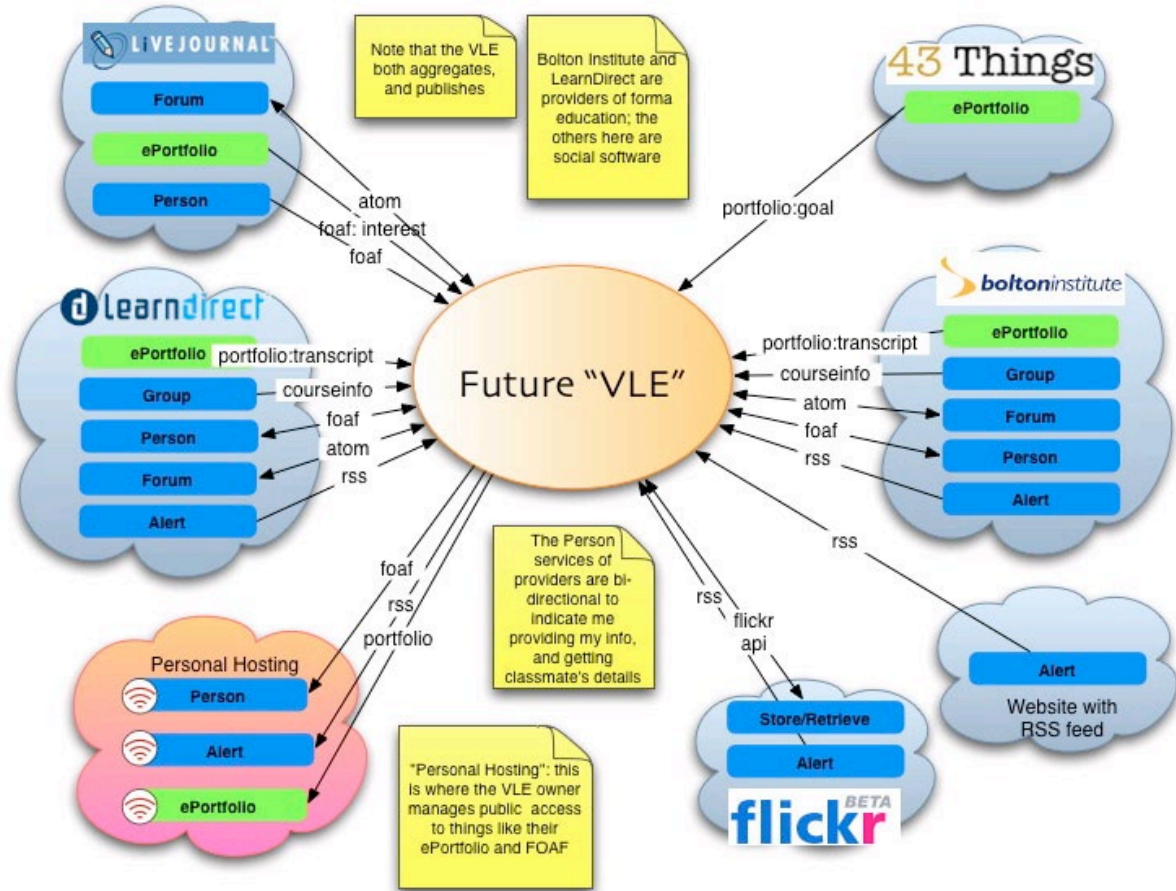 LiVEJOURNAL
Forum
ePortfolio
Person
atom
foaf: interest
foaf
Note that the VLE
both aggregates,
and publishes
Bolton Institute and
LearnDirect are
providers of forma
education; the
others here are
social software
43 Things
ePortfolio
portfolio:goal
learndirect
ePortfolio
Group
Person
Forum
Alert
portfolio:transcript
courseinfo
foaf
atom
rss
Future "VLE"
boltoninstitute
ePortfolio
Group
Forum
Person
Alert
portfolio:transcript
courseinfo
atom
foaf
rss
foaf
rss
portfolio
Personal Hosting
Person
Alert
ePortfolio
The Person
services of
providers are bi-
directional to
indicate me
providing my info,
and getting
classmate's details
"Personal Hosting": this
is where the VLE owner
manages public access
to things like their
ePortfolio and FOAF
rss
flickr
api
Store/Retrieve
Alert
flickr BETA
rss
Alert
Website with
RSS feed